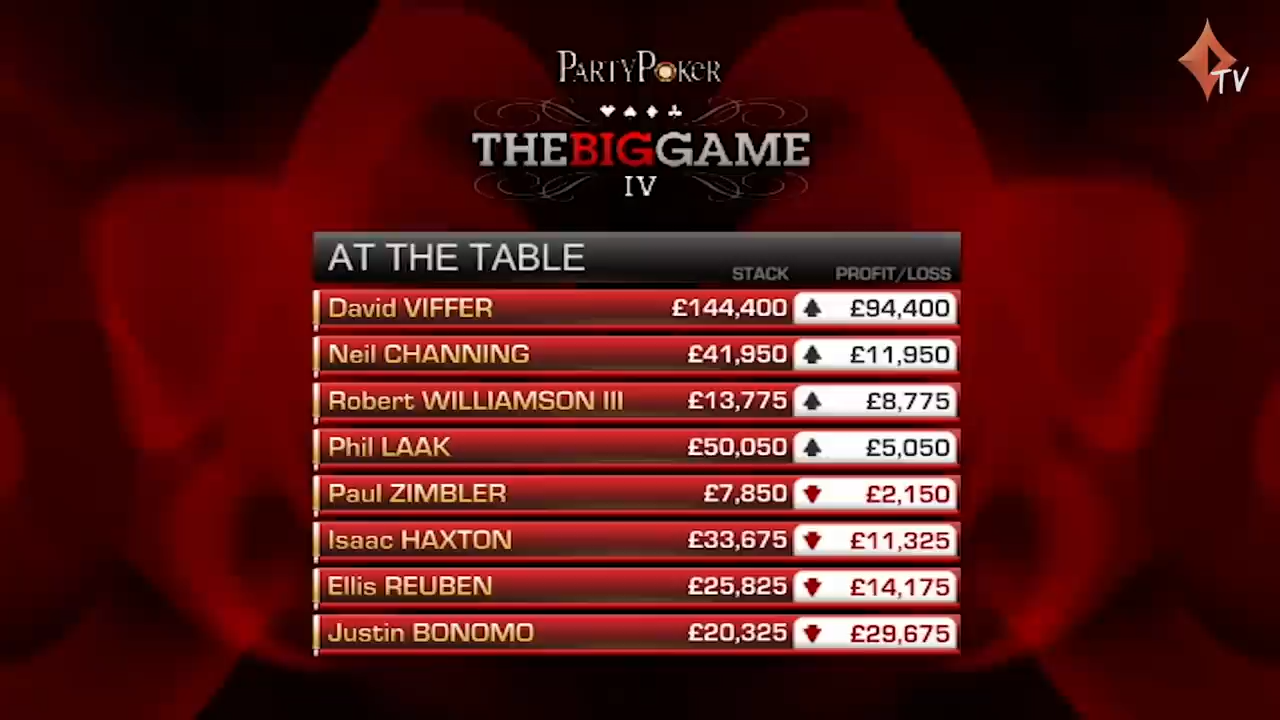 PARTYPOKER
TV
THEBIGGAME
IV
AT THE TABLE STACK PROFIT/LOSS
David VIFFER £144,400 £94,400
Neil CHANNING £41,950 £11,950
Robert WILLIAMSON III £13,775 £8,775
Phil LAAK £50,050 £5,050
Paul ZIMBLER £7,850 £2,150
Isaac HAXTON £33,675 £11,325
Ellis REUBEN £25,825 £14,175
Justin BONOMO £20,325 £29,675